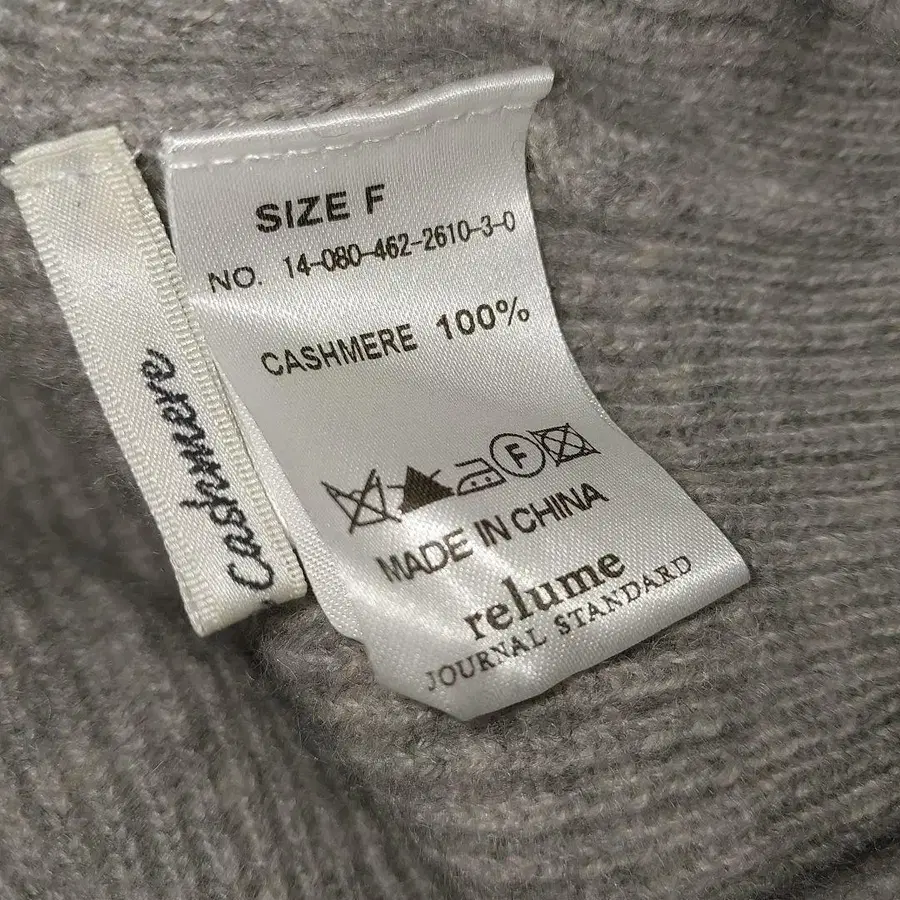 SIZE F
NO. 14-080-462-2610-3-0
CASHMERE 100%
F
MADE IN CHINA
relume
JOURNAL STANDARD
Cashmere